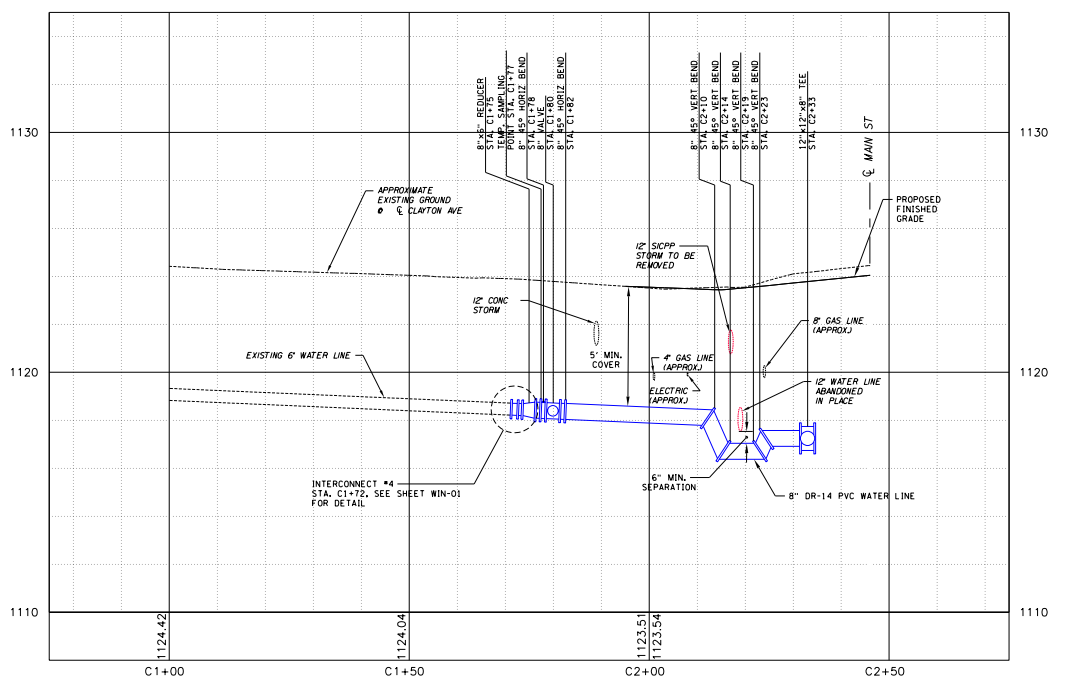 8"x6" REDUCER
STA. C1+75
TEMP. SAMPLING
POINT STA. C1+77
8" 45° HORIZ BEND
STA. C1+78
8" VALVE
STA. C1+80
8" 45° HORIZ BEND
STA. C1+82
8" 45° VERT BEND
STA. C2+10
8" 45° VERT BEND
STA. C2+14
8" 45° VERT BEND
STA. C2+19
8" 45° VERT BEND
STA. C2+23
12"x12"x8" TEE
STA. C2+33
℄ MAIN ST
1130
1130
APPROXIMATE
EXISTING GROUND
@ ℄ CLAYTON AVE
PROPOSED
FINISHED
GRADE
12" SICPP
STORM TO BE
REMOVED
12" CONC
STORM
8" GAS LINE
(APPROX.)
EXISTING 6" WATER LINE
5' MIN.
COVER
4" GAS LINE
(APPROX.)
1120
1120
ELECTRIC
(APPROX)
12" WATER LINE
ABANDONED
IN PLACE
INTERCONNECT #4
STA. C1+72, SEE SHEET WIN-01
FOR DETAIL
6" MIN.
SEPARATION
8" DR-14 PVC WATER LINE
1110
1110
1124.42
1124.04
1123.51
1123.54
C1+00
C1+50
C2+00
C2+50